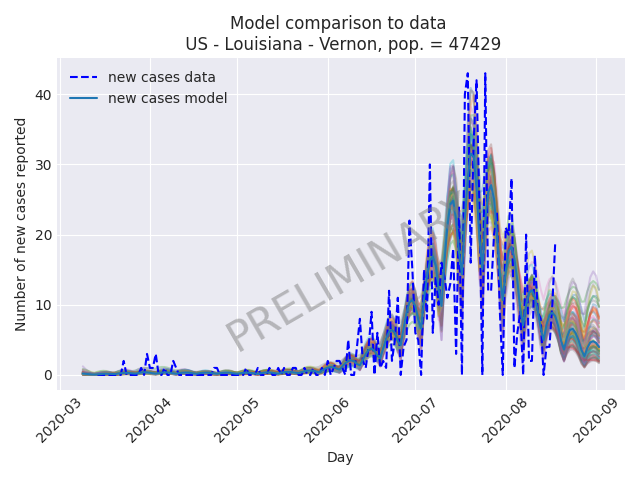 Model comparison to data
US - Louisiana - Vernon, pop. = 47429
new cases data
new cases model
PRELIMINARY
Number of new cases reported
40
30
20
10
0
2020-03
2020-04
2020-05
2020-06
2020-07
2020-08
2020-09
Day